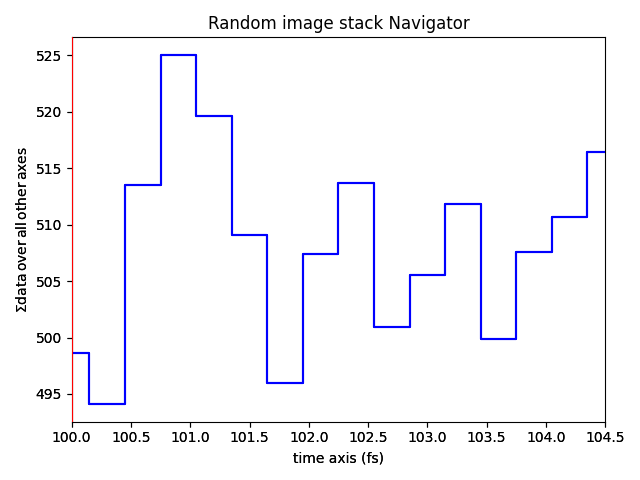 Random image stack Navigator
525
520
515
510
505
500
495
Σdata over all other axes
100.0 100.5 101.0 101.5 102.0 102.5 103.0 103.5 104.0 104.5
time axis (fs)